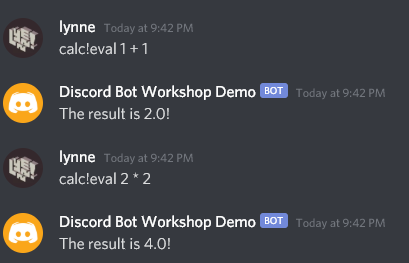 lynne Today at 9:42 PM
calc!eval 1 + 1
Discord Bot Workshop Demo BOT Today at 9:42 PM
The result is 2.0!
lynne Today at 9:42 PM
calc!eval 2 * 2
Discord Bot Workshop Demo BOT Today at 9:42 PM
The result is 4.0!